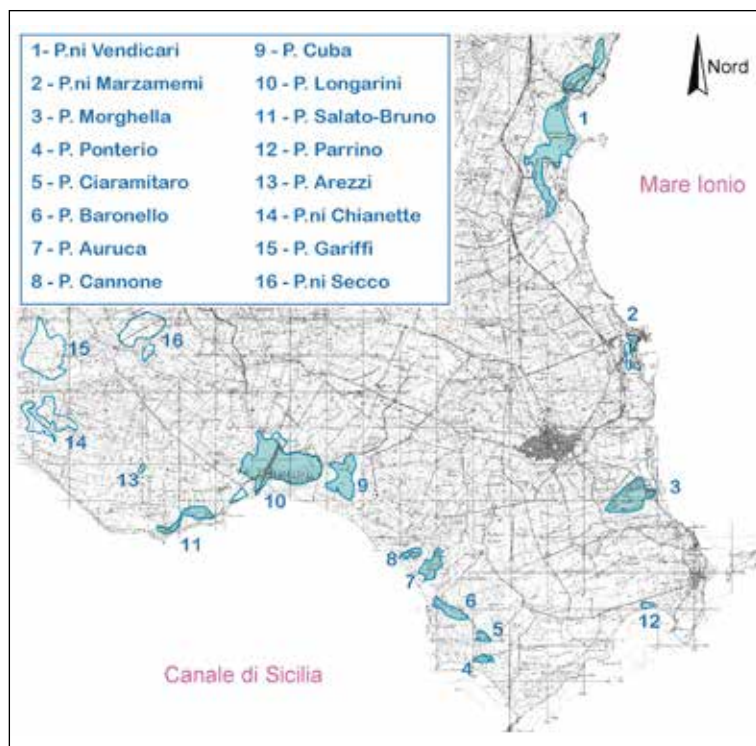 1- P.ni Vendicari
2 - P.ni Marzamemi
3 - P. Morghella
4 - P. Ponterio
5 - P. Ciaramitaro
6 - P. Baronello
7 - P. Auruca
8 - P. Cannone
9 - P. Cuba
10 - P. Longarini
11 - P. Salato-Bruno
12 - P. Parrino
13 - P. Arezzi
14 - P.ni Chianette
15 - P. Gariffi
16 - P.ni Secco
Nord
1
Mare Ionio
2
15
16
14
13
10
9
3
11
8
7
6
12
5
4
Canale di Sicilia